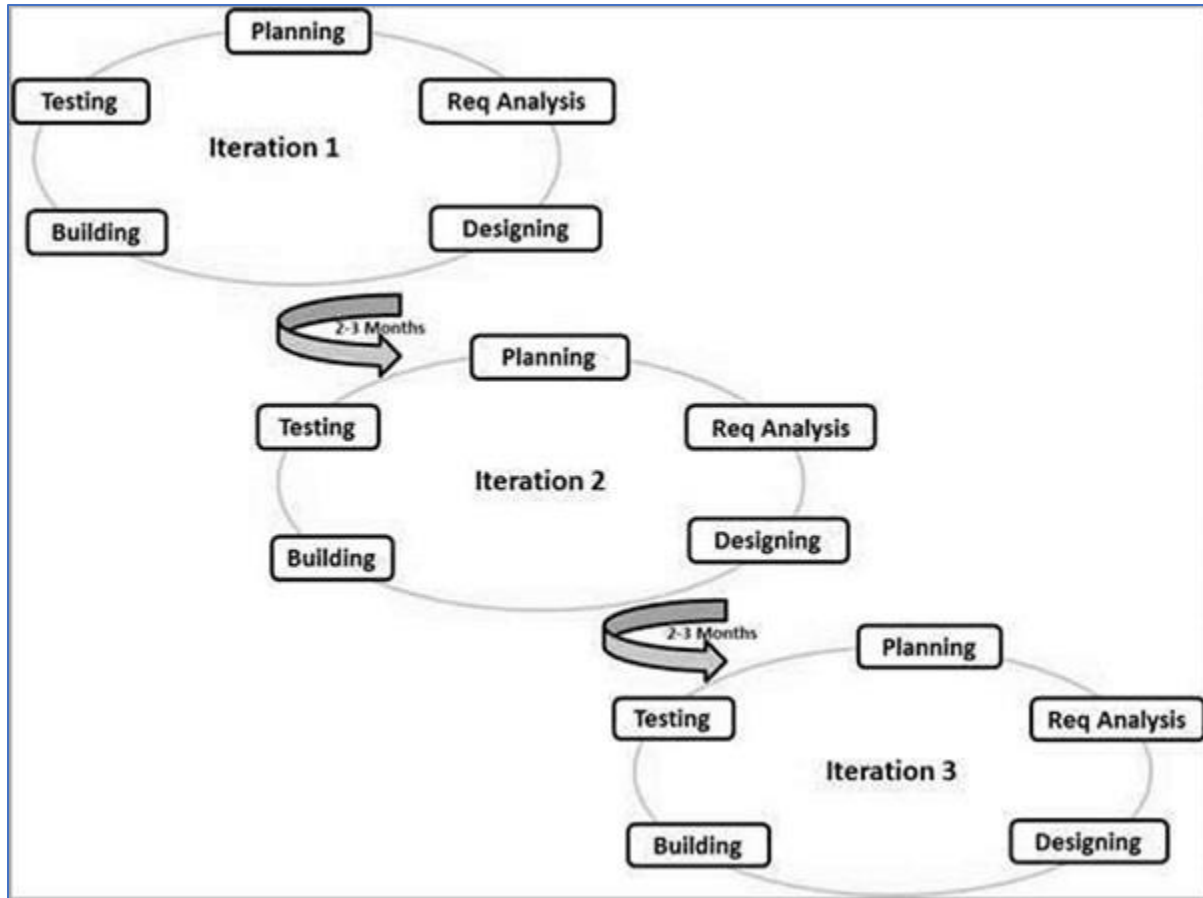 Planning
Testing
Req Analysis
Iteration 1
Building
Designing
2-3 Months
Planning
Testing
Req Analysis
Iteration 2
Building
Designing
2-3 Months
Planning
Testing
Req Analysis
Iteration 3
Building
Designing